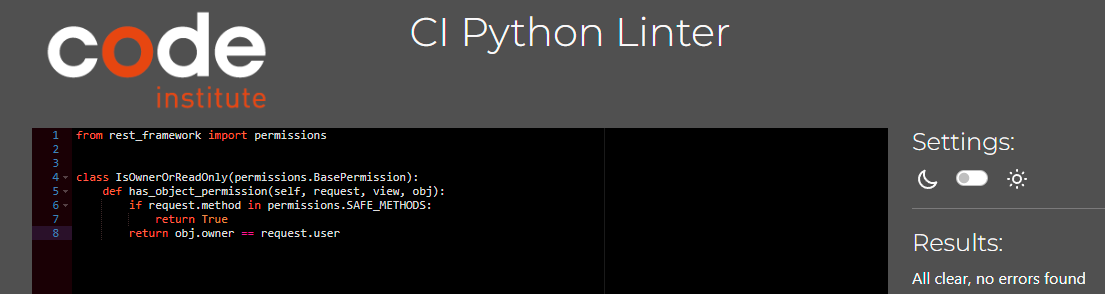 code
institute
CI Python Linter
1 from rest_framework import permissions
2
3
4 class IsOwnerOrReadOnly(permissions.BasePermission):
5     def has_object_permission(self, request, view, obj):
6         if request.method in permissions.SAFE_METHODS:
7             return True
8         return obj.owner == request.user
Settings:
Results:
All clear, no errors found